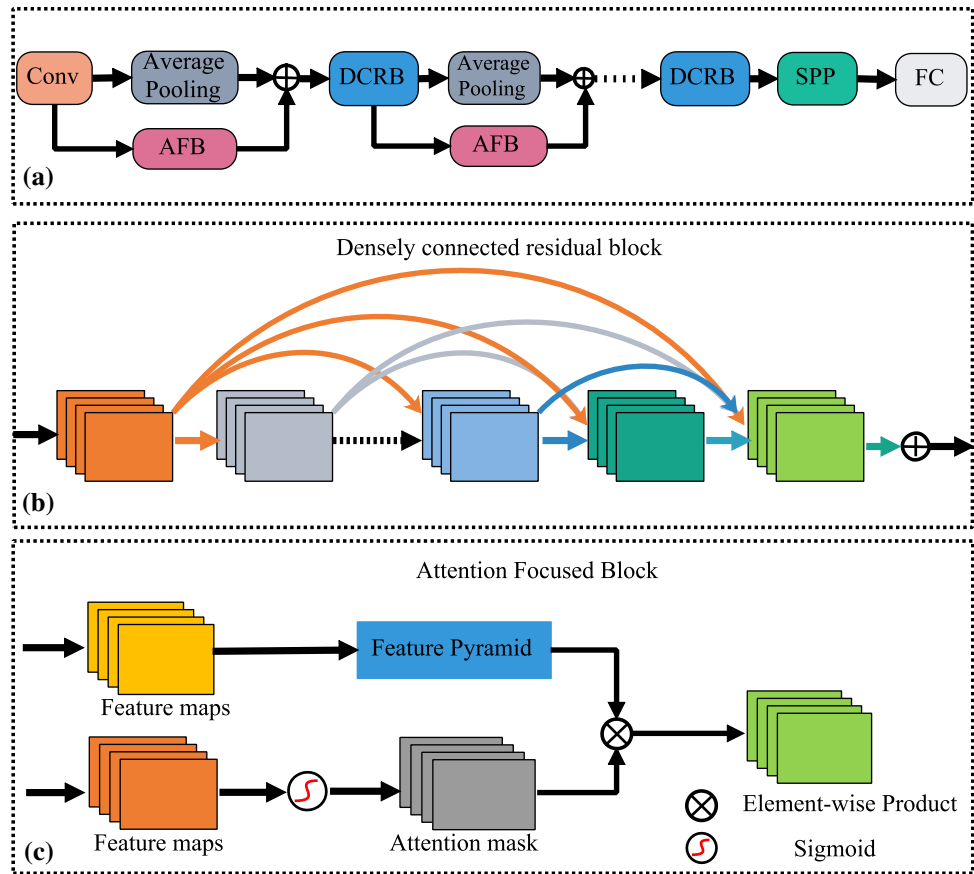 Conv
Average
Pooling
DCRB
Average
Pooling
DCRB
SPP
FC
AFB
AFB
(a)
Densely connected residual block
(b)
Attention Focused Block
Feature Pyramid
Feature maps
Feature maps
Attention mask
Element-wise Product
Sigmoid
(c)